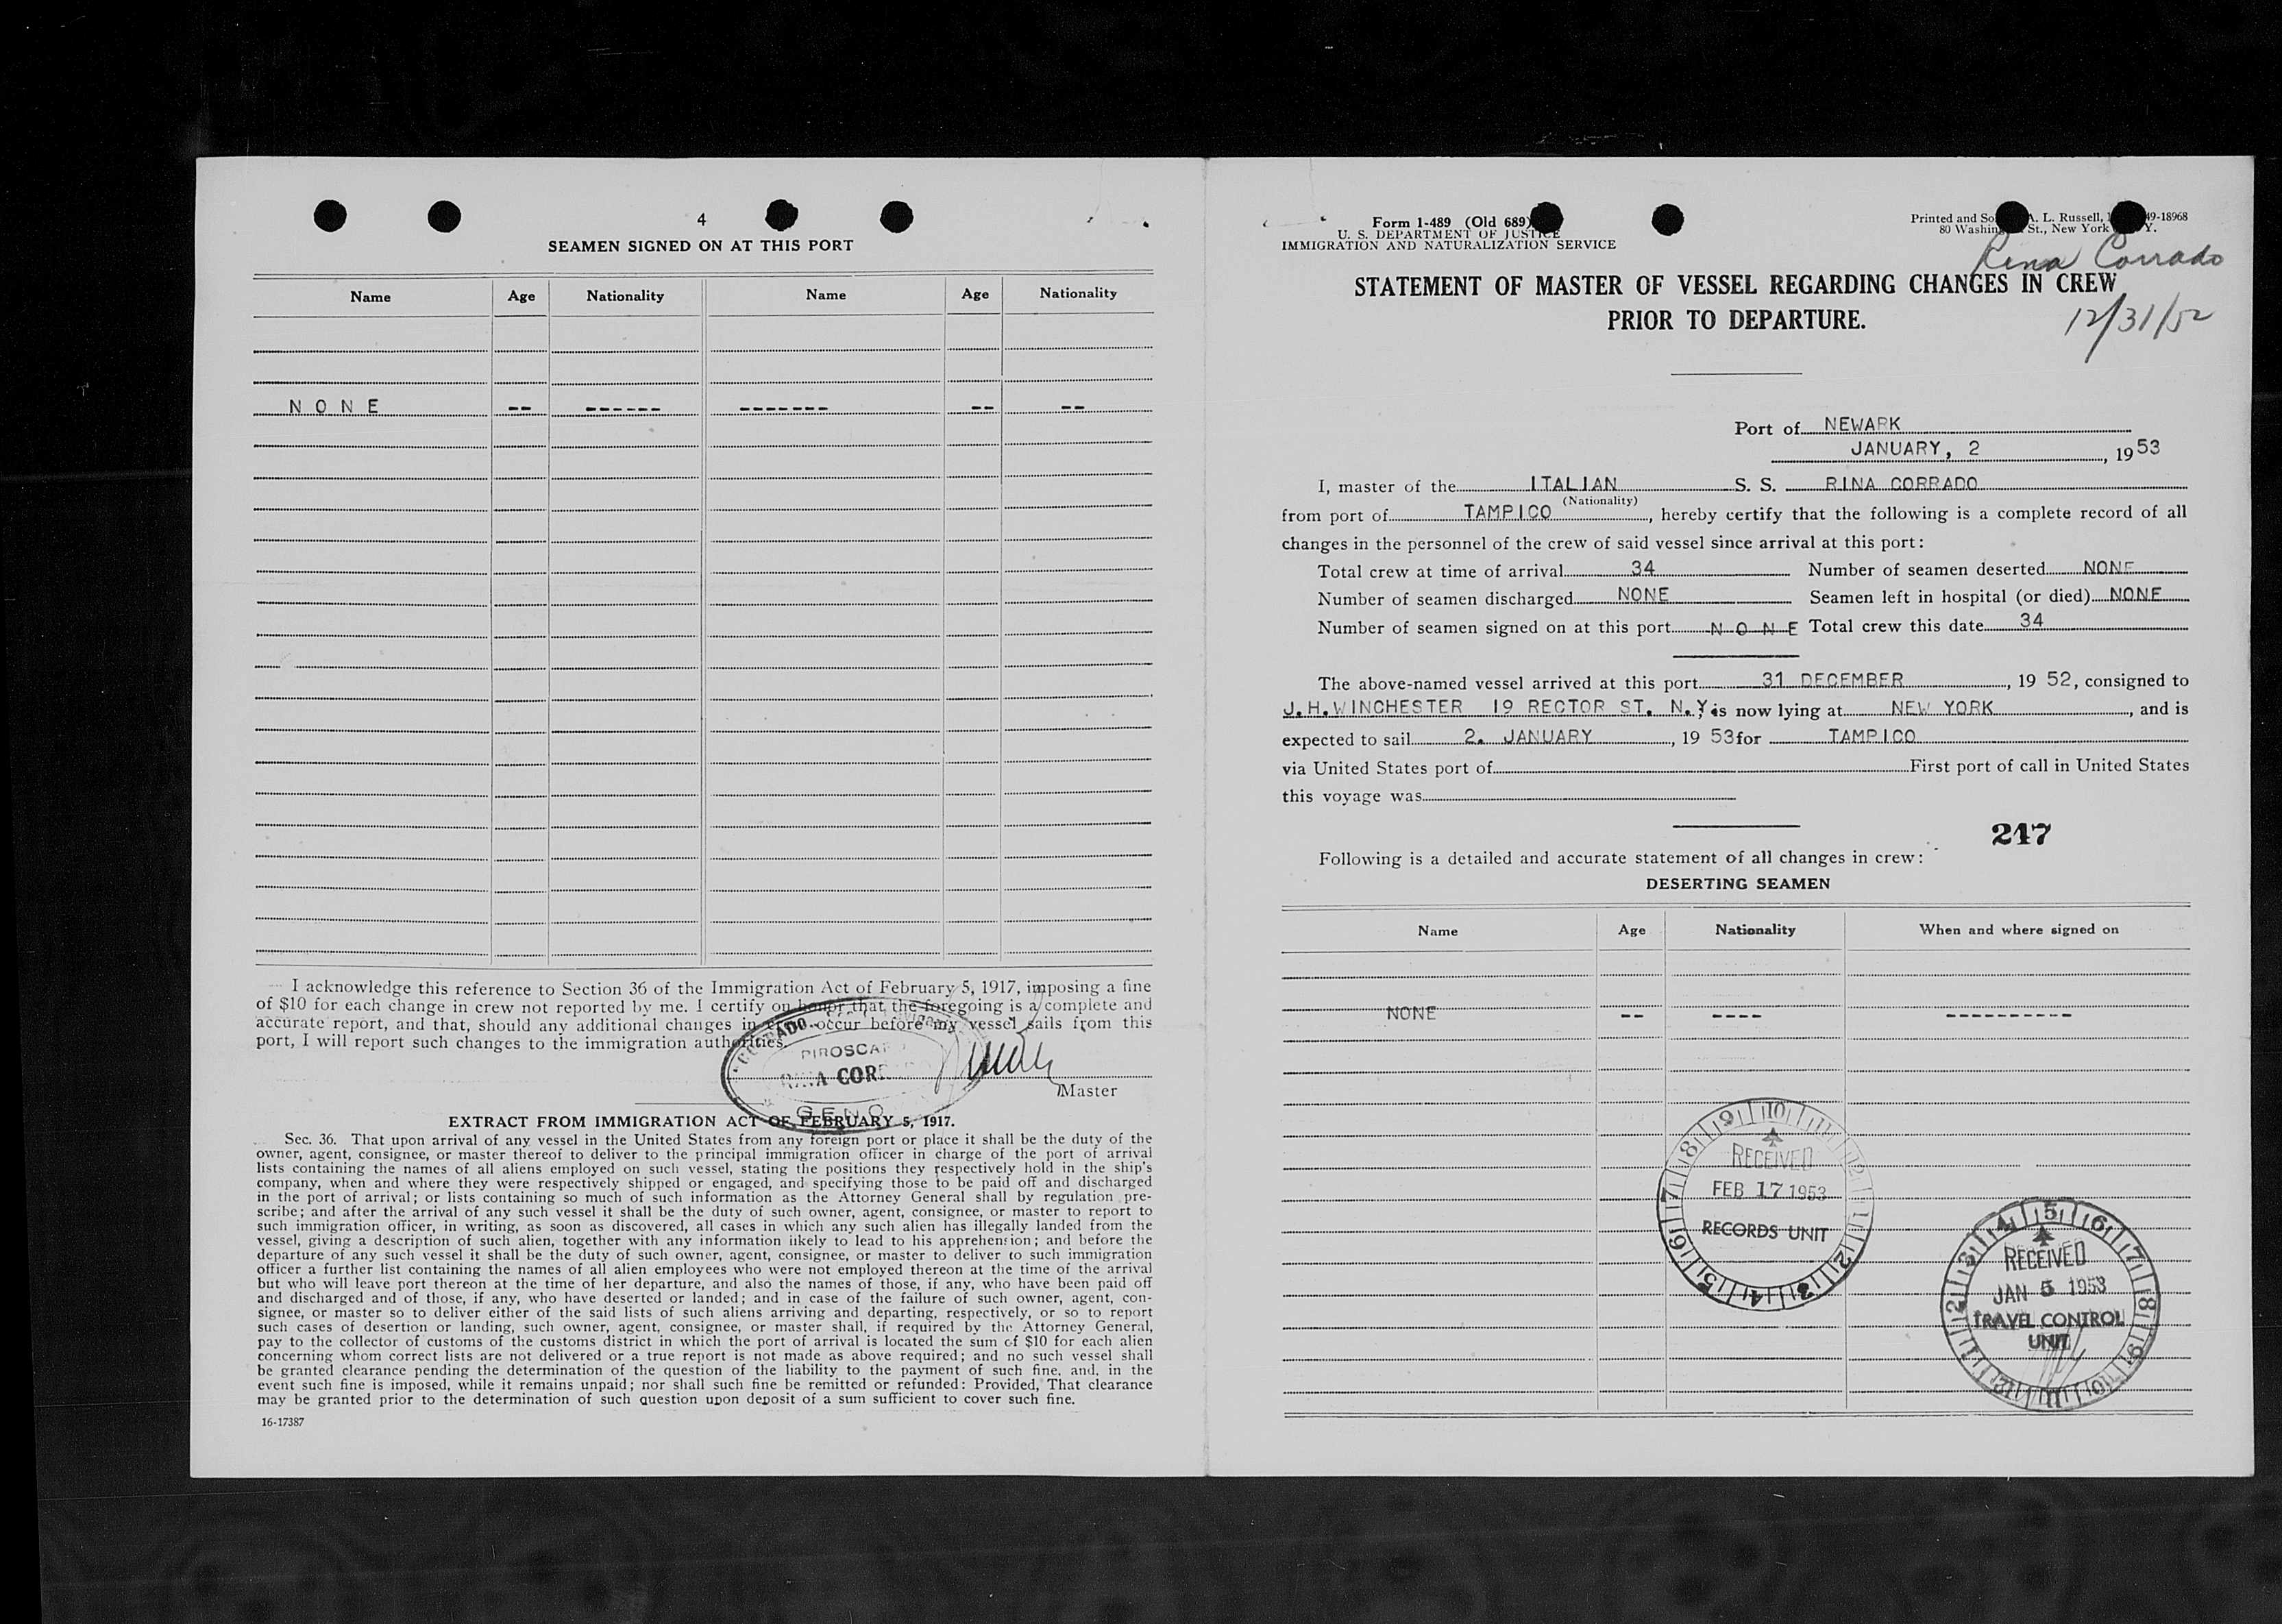 4
SEAMEN SIGNED ON AT THIS PORT
Name Age Nationality Name Age Nationality
NONE -- ------ ------- -- --
I acknowledge this reference to Section 36 of the Immigration Act of February 5, 1917, imposing a fine
of $10 for each change in crew not reported by me. I certify on honor that the foregoing is a complete and
accurate report, and that, should any additional changes in crew occur before my vessel sails from this
port, I will report such changes to the immigration authorities.
PIROSCAFO
RINA CORRADO
GENO
Master
EXTRACT FROM IMMIGRATION ACT OF FEBRUARY 5, 1917.
Sec. 36. That upon arrival of any vessel in the United States from any foreign port or place it shall be the duty of the
owner, agent, consignee, or master thereof to deliver to the principal immigration officer in charge of the port of arrival
lists containing the names of all aliens employed on such vessel, stating the positions they respectively hold in the ship's
company, when and where they were respectively shipped or engaged, and specifying those to be paid off and discharged
in the port of arrival; or lists containing so much of such information as the Attorney General shall by regulation pre-
scribe; and after the arrival of any such vessel it shall be the duty of such owner, agent, consignee, or master to report to
such immigration officer, in writing, as soon as discovered, all cases in which any such alien has illegally landed from the
vessel, giving a description of such alien, together with any information likely to lead to his apprehension; and before the
departure of any such vessel it shall be the duty of such owner, agent, consignee, or master to deliver to such immigration
officer a further list containing the names of all alien employees who were not employed thereon at the time of the arrival
but who will leave port thereon at the time of her departure, and also the names of those, if any, who have been paid off
and discharged and of those, if any, who have deserted or landed; and in case of the failure of such owner, agent, con-
signee, or master so to deliver either of the said lists of such aliens arriving and departing, respectively, or so to report
such cases of desertion or landing, such owner, agent, consignee, or master shall, if required by the Attorney General,
pay to the collector of customs of the customs district in which the port of arrival is located the sum of $10 for each alien
concerning whom correct lists are not delivered or a true report is not made as above required; and no such vessel shall
be granted clearance pending the determination of the question of the liability to the payment of such fine, and, in the
event such fine is imposed, while it remains unpaid; nor shall such fine be remitted or refunded: Provided, That clearance
may be granted prior to the determination of such question upon deposit of a sum sufficient to cover such fine.
16-17387
Form 1-489 (Old 689)
U. S. DEPARTMENT OF JUSTICE
IMMIGRATION AND NATURALIZATION SERVICE
Printed and So A. L. Russell, 49-18968
80 Washin St., New York Y.
Rina Corrado
STATEMENT OF MASTER OF VESSEL REGARDING CHANGES IN CREW
PRIOR TO DEPARTURE.
12/31/52
Port of NEWARK
JANUARY, 2, 1953
I, master of the ITALIAN S. S. RINA CORRADO
(Nationality)
from port of TAMPICO, hereby certify that the following is a complete record of all
changes in the personnel of the crew of said vessel since arrival at this port:
Total crew at time of arrival 34 Number of seamen deserted NONE
Number of seamen discharged NONE Seamen left in hospital (or died) NONE
Number of seamen signed on at this port NONE Total crew this date 34
The above-named vessel arrived at this port 31 DECEMBER, 19 52, consigned to
J.H.WINCHESTER 19 RECTOR ST. N.Y. is now lying at NEW YORK, and is
expected to sail 2. JANUARY, 19 53 for TAMPICO
via United States port of First port of call in United States
this voyage was
247
Following is a detailed and accurate statement of all changes in crew:
DESERTING SEAMEN
Name Age Nationality When and where signed on
NONE -- ---- ----------
RECEIVED
FEB 17 1953
RECORDS UNIT
RECEIVED
JAN 5 1953
TRAVEL CONTROL
UNIT